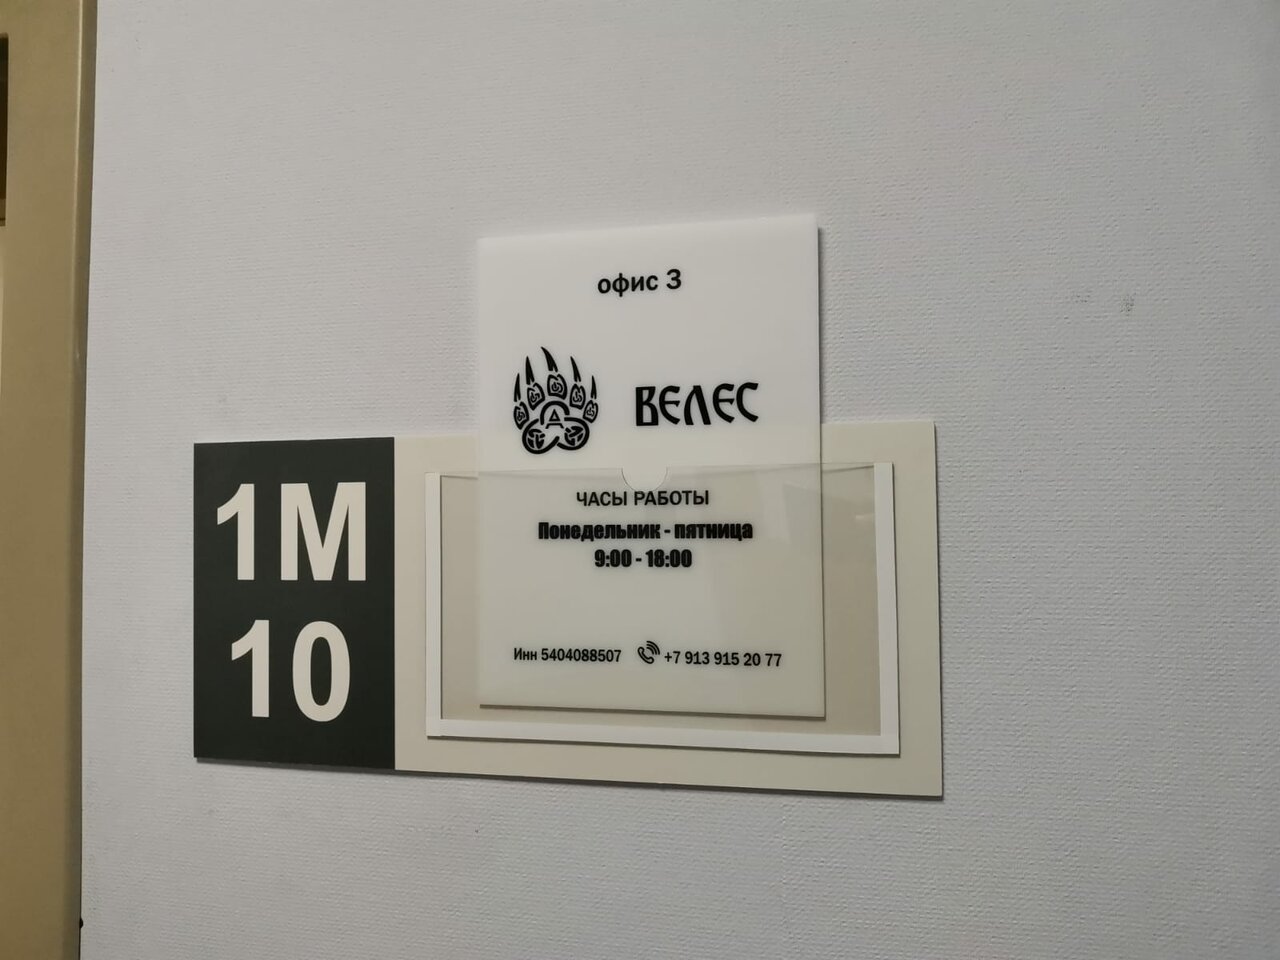 офис 3
ВЕЛЕС
1М
10
ЧАСЫ РАБОТЫ
Понедельник - пятница
9:00 - 18:00
Инн 5404088507 +7 913 915 20 77